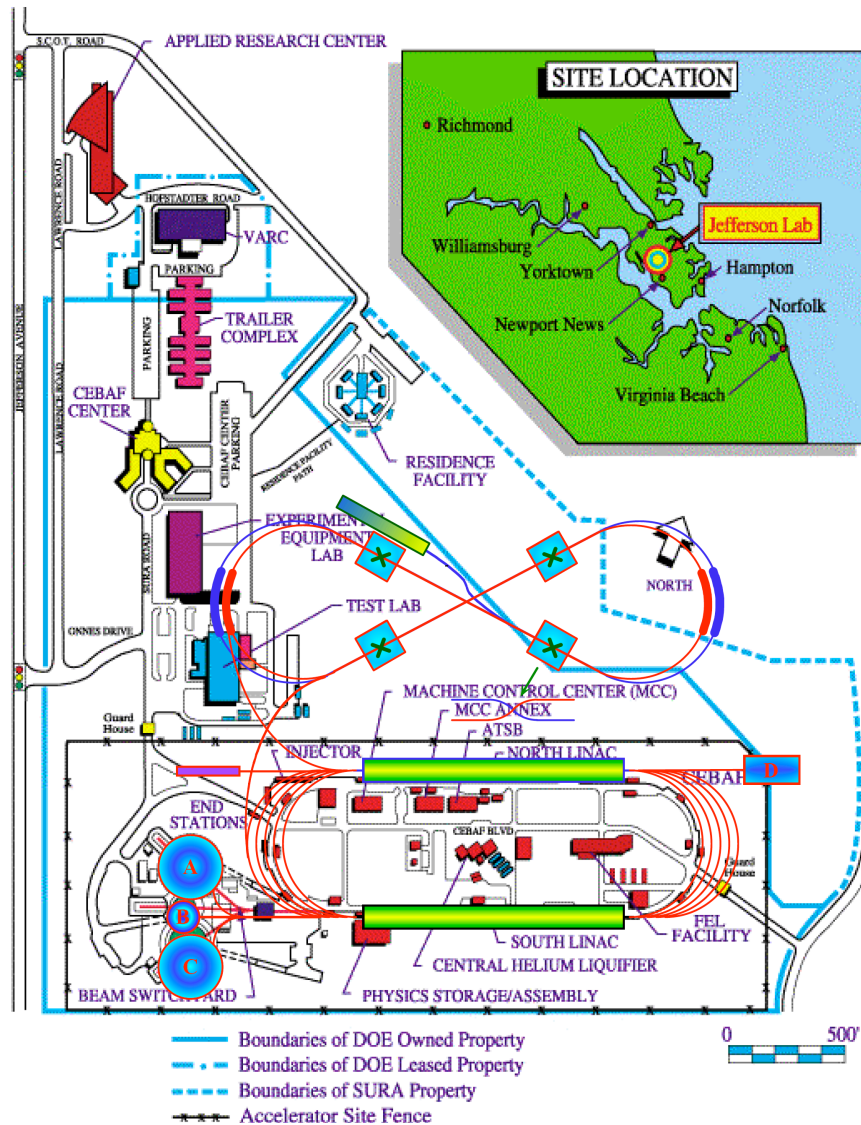 S.C.O.T. ROAD
APPLIED RESEARCH CENTER
SITE LOCATION
Richmond
Williamsburg
Yorktown
Jefferson Lab
Hampton
Newport News
Norfolk
Virginia Beach
LAWRENCE ROAD
HOFSTADTER ROAD
VARC
PARKING
TRAILER
COMPLEX
JEFFERSON AVENUE
LAWRENCE ROAD
PARKING
CEBAF
CENTER
CEBAF CENTER
PARKING
RESIDENCE FACILITY
PATH
RESIDENCE
FACILITY
EQUIPMENT
LAB
SURA ROAD
NORTH
TEST LAB
ONNES DRIVE
MACHINE CONTROL CENTER (MCC)
MCC ANNEX
ATSB
Guard
House
INJECTOR
NORTH LINAC
CEBAF
D
END
STATIONS
CEBAF BLVD
A
B
C
Guard
House
FEL
FACILITY
SOUTH LINAC
CENTRAL HELIUM LIQUIFIER
BEAM SWITCH YARD
PHYSICS STORAGE/ASSEMBLY
0 500'
Boundaries of DOE Owned Property
Boundaries of DOE Leased Property
Boundaries of SURA Property
Accelerator Site Fence